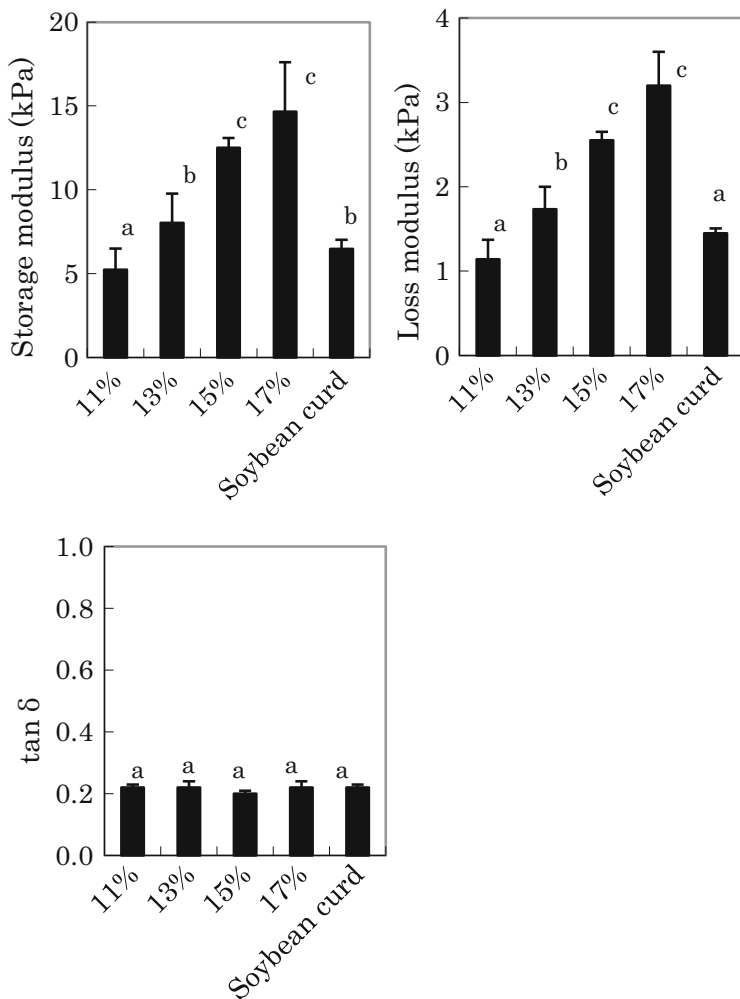 Storage modulus (kPa)
20
15
10
5
0
a
b
c
c
b
11%
13%
15%
17%
Soybean curd
Loss modulus (kPa)
4
3
2
1
0
a
b
c
c
a
11%
13%
15%
17%
Soybean curd
tan δ
1.0
0.8
0.6
0.4
0.2
0.0
a
a
a
a
a
11%
13%
15%
17%
Soybean curd